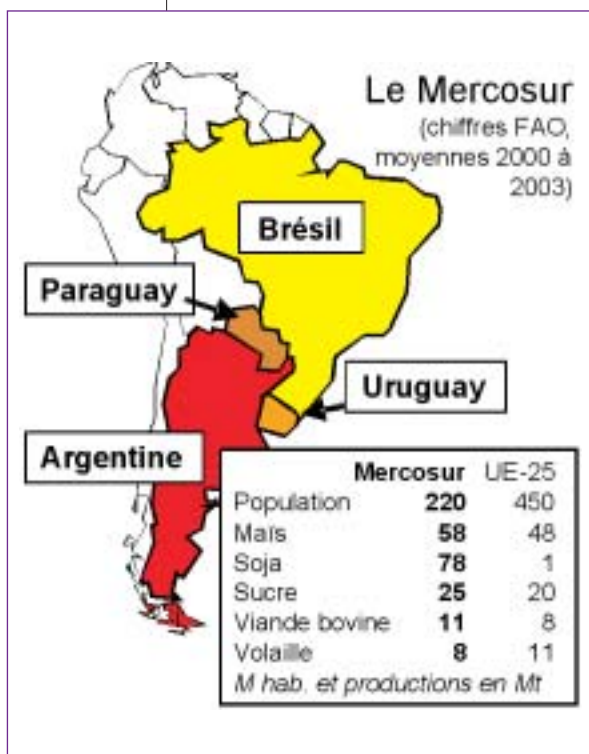 Le Mercosur
(chiffres FAO,
moyennes 2000 à
2003)
Brésil
Paraguay
Uruguay
Argentine
Mercosur UE-25
Population 220 450
Maïs 58 48
Soja 78 1
Sucre 25 20
Viande bovine 11 8
Volaille 8 11
M hab. et productions en Mt